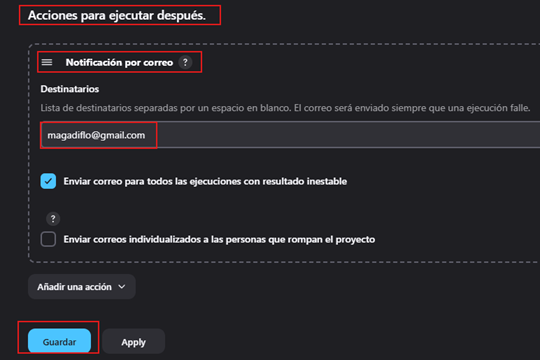 Acciones para ejecutar después.
Notificación por correo ?
Destinatarios
Lista de destinatarios separadas por un espacio en blanco. El correo será enviado siempre que una ejecución falle.
magadiflo@gmail.com
Enviar correo para todos las ejecuciones con resultado inestable
?
Enviar correos individualizados a las personas que rompan el proyecto
Añadir una acción
Guardar Apply